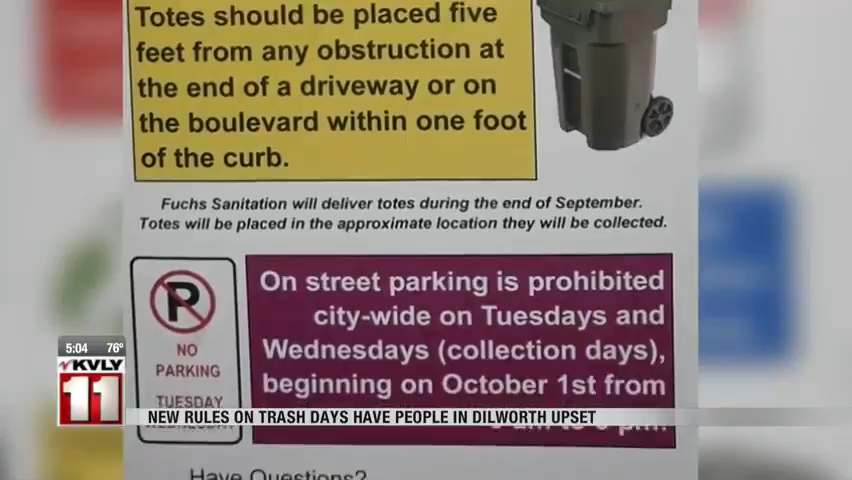 Totes should be placed five
feet from any obstruction at
the end of a driveway or on
the boulevard within one foot
of the curb.
Fuchs Sanitation will deliver totes during the end of September.
Totes will be placed in the approximate location they will be collected.
P
NO
PARKING
TUESDAY
On street parking is prohibited
city-wide on Tuesdays and
Wednesdays (collection days),
beginning on October 1st from
5:04 76°
KVLY
11
NEW RULES ON TRASH DAYS HAVE PEOPLE IN DILWORTH UPSET
Have Questions?